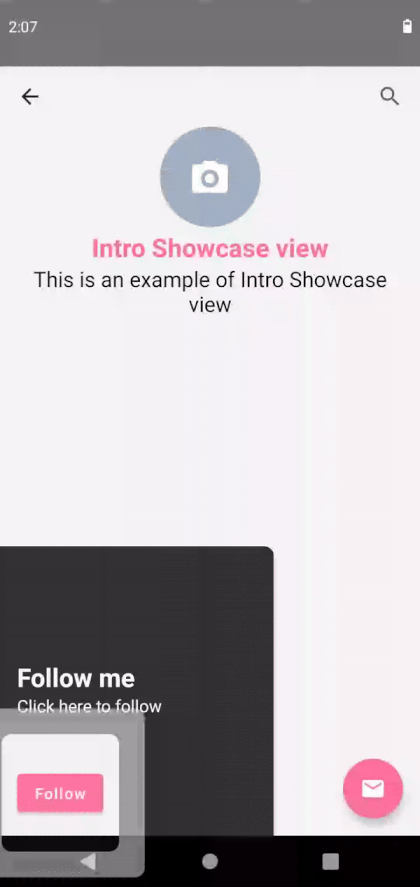 2:07
Intro Showcase view
This is an example of Intro Showcase
view
Follow me
Click here to follow
Follow